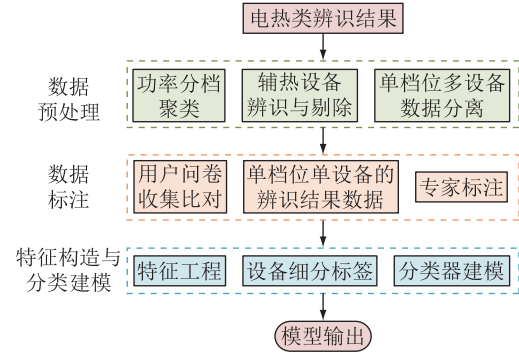 电热类辨识结果
数据
预处理
功率分档
聚类
辅热设备
辨识与剔除
单档位多设备
数据分离
数据
标注
用户问卷
收集比对
单档位单设备的
辨识结果数据
专家标注
特征构造与
分类建模
特征工程
设备细分标签
分类器建模
模型输出